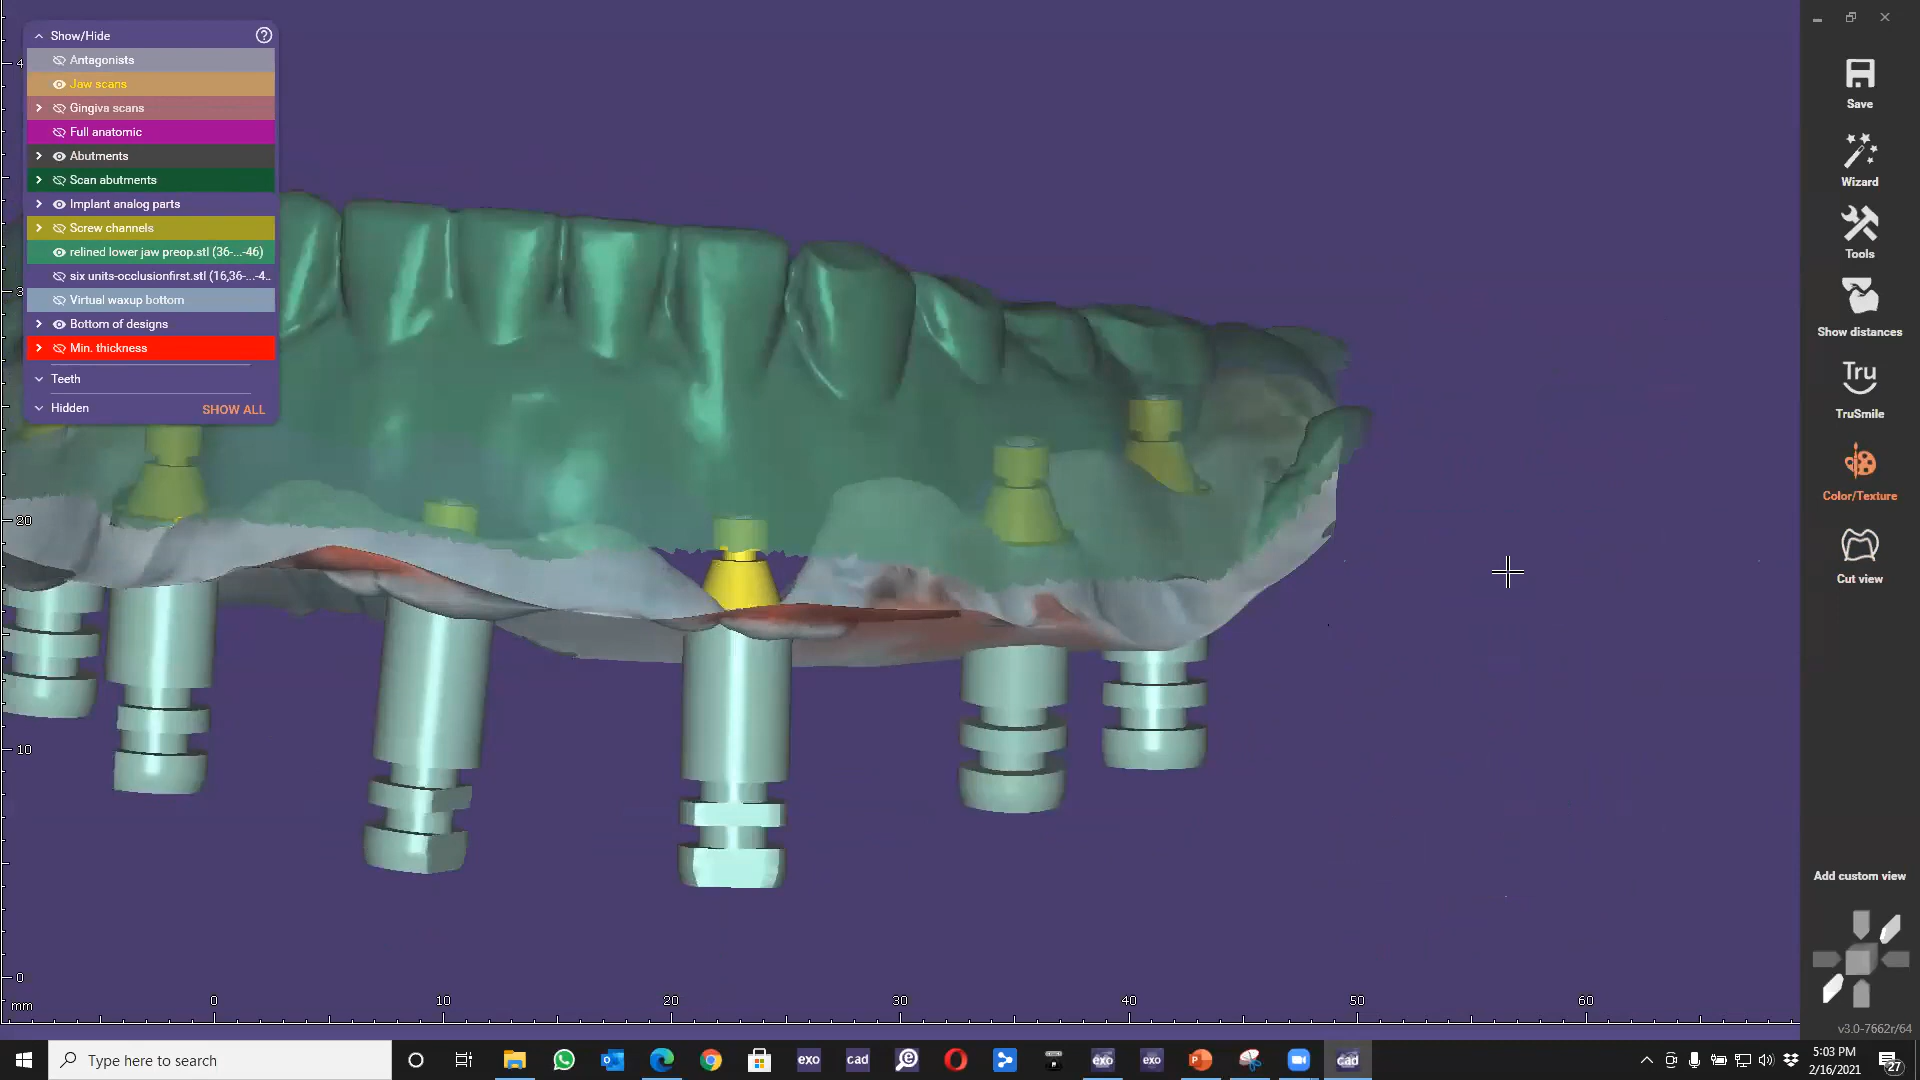 Show/Hide
Antagonists
Jaw scans
Gingiva scans
Full anatomic
Abutments
Scan abutments
Implant analog parts
Screw channels
relined lower jaw preop.stl (36-...-46)
six units-occlusionfirst.stl (16,36-...-4..
Virtual waxup bottom
Bottom of designs
Min. thickness
Teeth
Hidden SHOW ALL
4
3
20
10
0
mm
0 10 20 30 40 50 60
Save
Wizard
Tools
Show distances
Tru
TruSmile
Color/Texture
Cut view
Add custom view
v3.0-7662r/64
Type here to search
exo
cad
exo
exo
cad
5:03 PM
2/16/2021
27